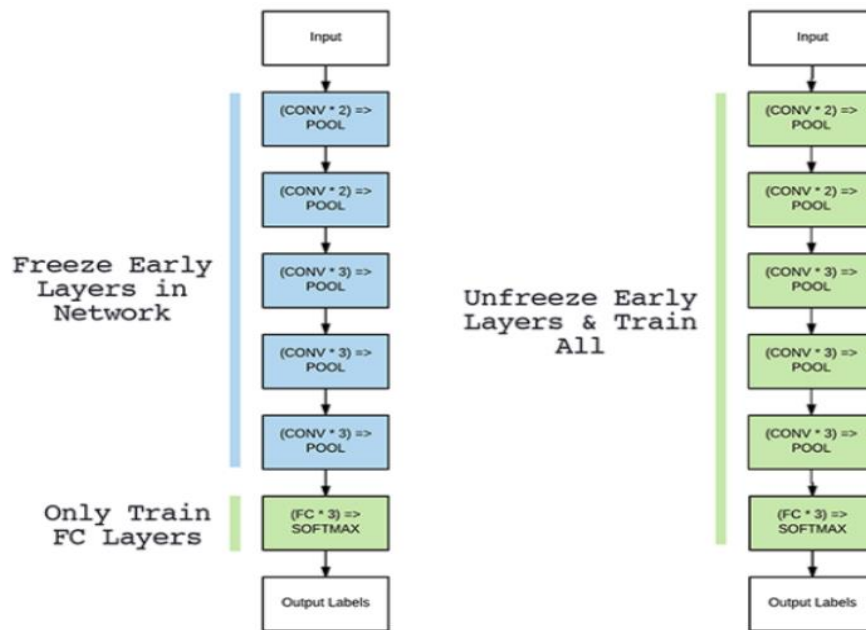 Input
(CONV * 2) =>
POOL
(CONV * 2) =>
POOL
(CONV * 3) =>
POOL
(CONV * 3) =>
POOL
(CONV * 3) =>
POOL
(FC * 3) =>
SOFTMAX
Output Labels
Freeze Early
Layers in
Network
Only Train
FC Layers
Input
(CONV * 2) =>
POOL
(CONV * 2) =>
POOL
(CONV * 3) =>
POOL
(CONV * 3) =>
POOL
(CONV * 3) =>
POOL
(FC * 3) =>
SOFTMAX
Output Labels
Unfreeze Early
Layers & Train
All